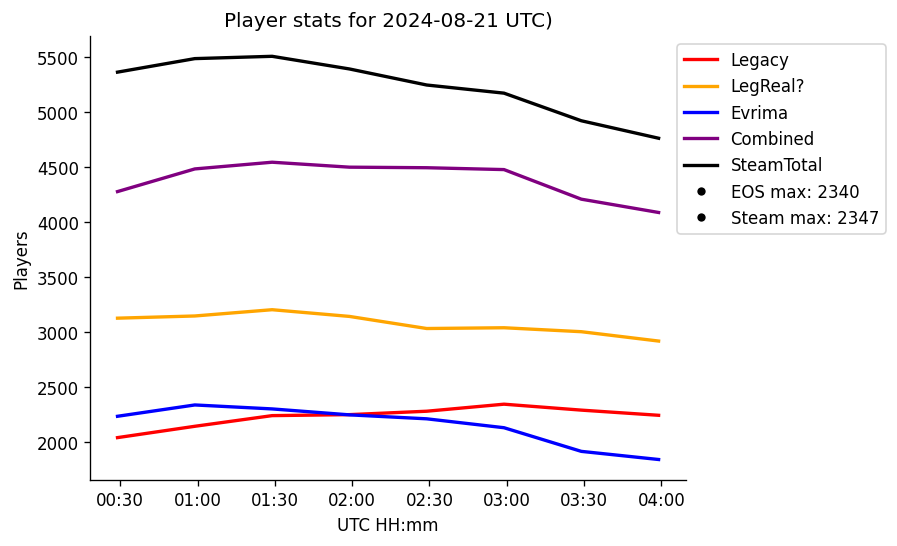 Player stats for 2024-08-21 UTC)
Legacy
LegReal?
Evrima
Combined
SteamTotal
EOS max: 2340
Steam max: 2347
Players
5500
5000
4500
4000
3500
3000
2500
2000
00:30 01:00 01:30 02:00 02:30 03:00 03:30 04:00
UTC HH:mm